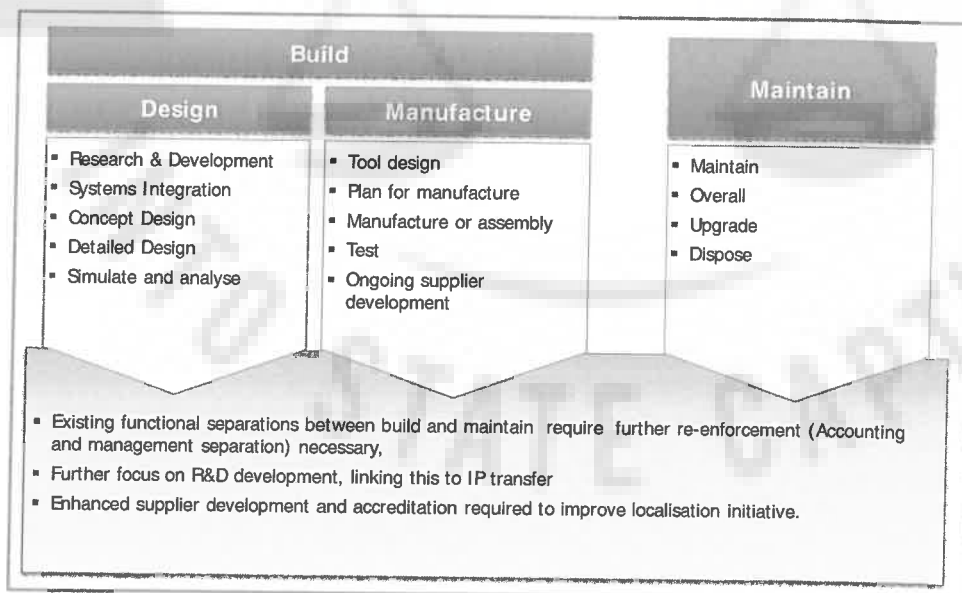 Build
Design
Manufacture
Maintain
▪ Research & Development
▪ Systems Integration
▪ Concept Design
▪ Detailed Design
▪ Simulate and analyse
▪ Tool design
▪ Plan for manufacture
▪ Manufacture or assembly
▪ Test
▪ Ongoing supplier
development
▪ Maintain
▪ Overall
▪ Upgrade
▪ Dispose
▪ Existing functional separations between build and maintain require further re-enforcement (Accounting
and management separation) necessary,
▪ Further focus on R&D development, linking this to IP transfer
▪ Enhanced supplier development and accreditation required to improve localisation initiative.
STATE CAPT